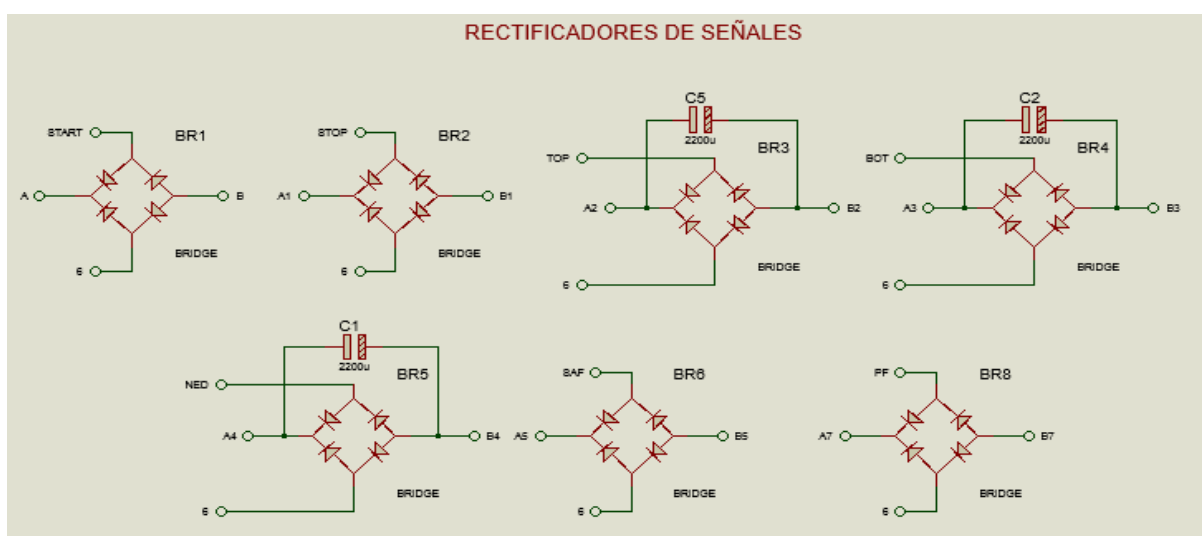 RECTIFICADORES DE SEÑALES
START
BR1
A
B
6
BRIDGE
STOP
BR2
A1
B1
6
BRIDGE
C5
2200u
TOP
BR3
A2
B2
6
BRIDGE
C2
2200u
BOT
BR4
A3
B3
6
BRIDGE
C1
2200u
NED
BR5
A4
B4
6
BRIDGE
SAF
BR6
A5
B5
6
BRIDGE
PF
BR8
A7
B7
6
BRIDGE